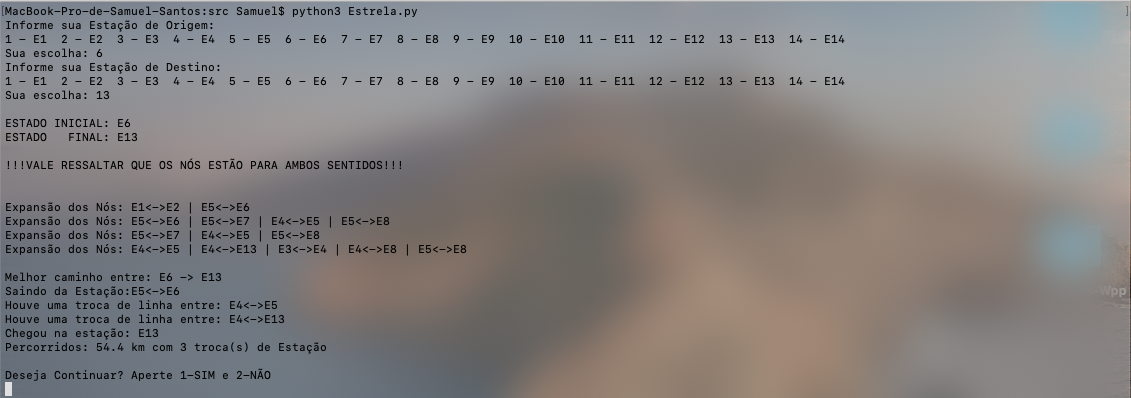 [MacBook-Pro-de-Samuel-Santos:src Samuel$ python3 Estrela.py ]
Informe sua Estação de Origem:
1 - E1  2 - E2  3 - E3  4 - E4  5 - E5  6 - E6  7 - E7  8 - E8  9 - E9  10 - E10  11 - E11  12 - E12  13 - E13  14 - E14
Sua escolha: 6
Informe sua Estação de Destino:
1 - E1  2 - E2  3 - E3  4 - E4  5 - E5  6 - E6  7 - E7  8 - E8  9 - E9  10 - E10  11 - E11  12 - E12  13 - E13  14 - E14
Sua escolha: 13
ESTADO INICIAL: E6
ESTADO   FINAL: E13
!!!VALE RESSALTAR QUE OS NÓS ESTÃO PARA AMBOS SENTIDOS!!!
Expansão dos Nós: E1<->E2 | E5<->E6
Expansão dos Nós: E5<->E6 | E5<->E7 | E4<->E5 | E5<->E8
Expansão dos Nós: E5<->E7 | E4<->E5 | E5<->E8
Expansão dos Nós: E4<->E5 | E4<->E13 | E3<->E4 | E4<->E8 | E5<->E8
Melhor caminho entre: E6 -> E13
Saindo da Estação:E5<->E6
Houve uma troca de linha entre: E4<->E5
Houve uma troca de linha entre: E4<->E13
Chegou na estação: E13
Percorridos: 54.4 km com 3 troca(s) de Estação
Deseja Continuar? Aperte 1-SIM e 2-NÃO
Wpp